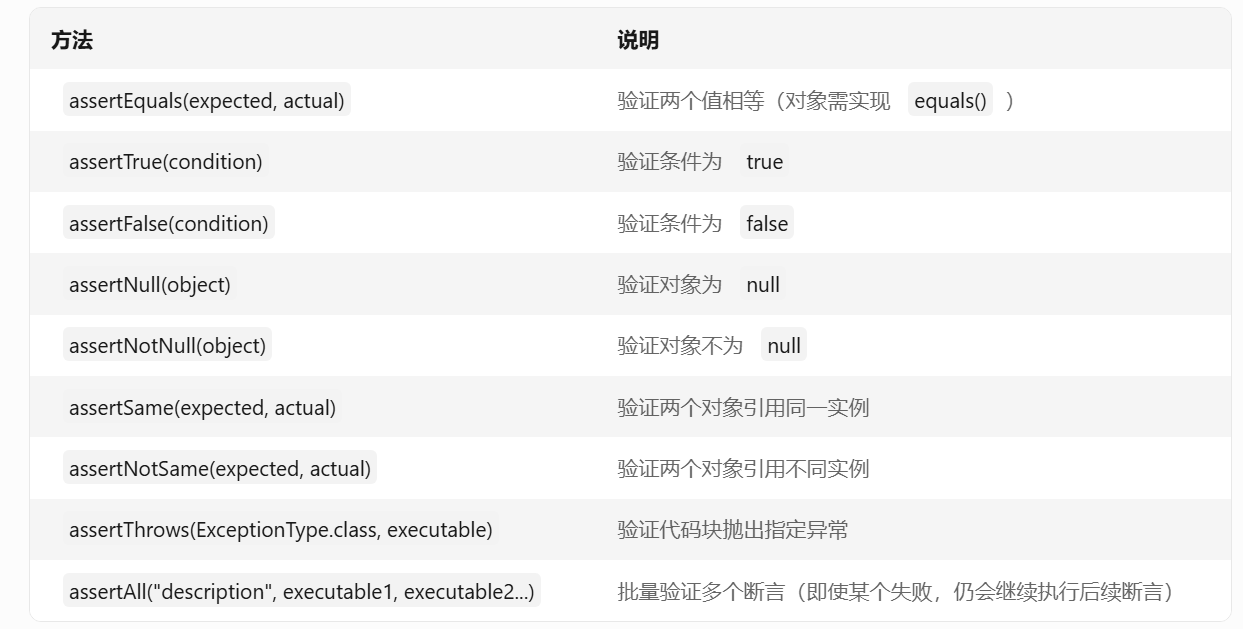 方法 说明
assertEquals(expected, actual) 验证两个值相等（对象需实现 equals() ）
assertTrue(condition) 验证条件为 true
assertFalse(condition) 验证条件为 false
assertNull(object) 验证对象为 null
assertNotNull(object) 验证对象不为 null
assertSame(expected, actual) 验证两个对象引用同一实例
assertNotSame(expected, actual) 验证两个对象引用不同实例
assertThrows(ExceptionType.class, executable) 验证代码块抛出指定异常
assertAll("description", executable1, executable2...) 批量验证多个断言（即使某个失败，仍会继续执行后续断言）